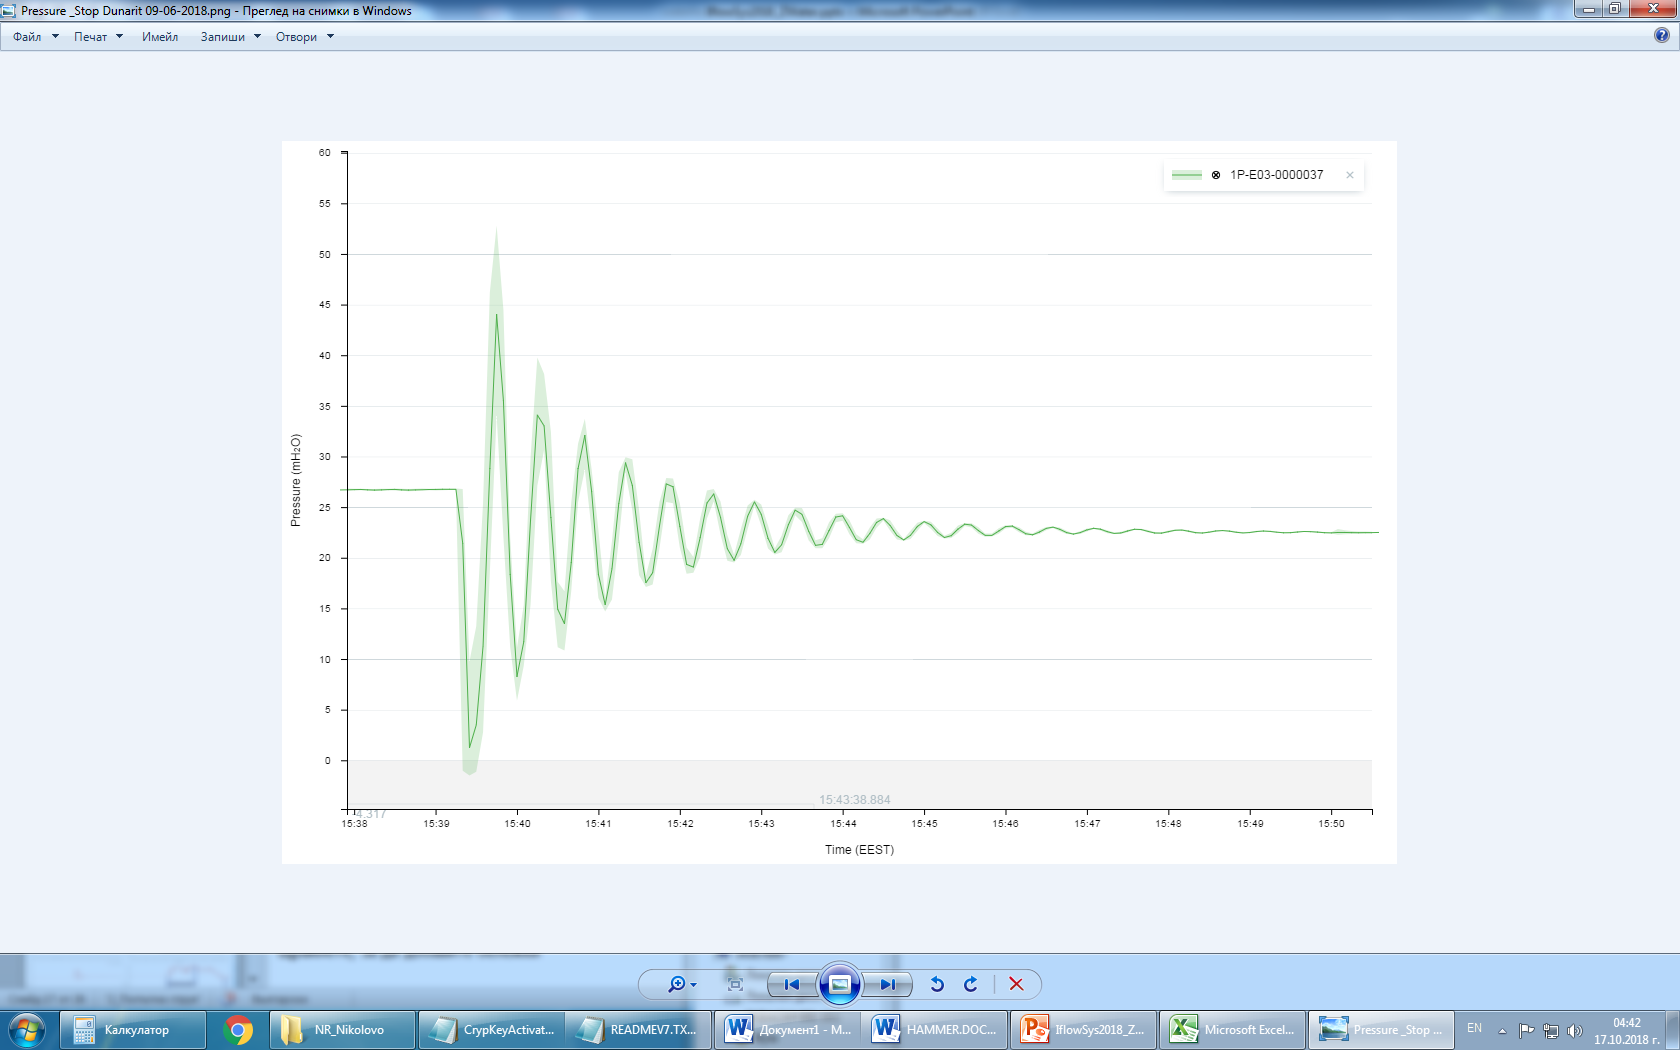 Pressure _Stop Dunarit 09-06-2018.png - Преглед на снимки в Windows
Файл Печат Имейл Запиши Отвори
60
1P-E03-0000037
55
50
45
40
35
30
25
20
15
10
5
0
Pressure (mH₂O)
15:43:38.884
-4.317
15:38 15:39 15:40 15:41 15:42 15:43 15:44 15:45 15:46 15:47 15:48 15:49 15:50
Time (EEST)
Калкулатор NR_Nikolovo CrypKeyActivat... READMEV7.TX... Документ1 - M... HAMMER.DOC... IflowSys2018_Z... Microsoft Excel... Pressure _Stop ... EN 04:42
17.10.2018 г.